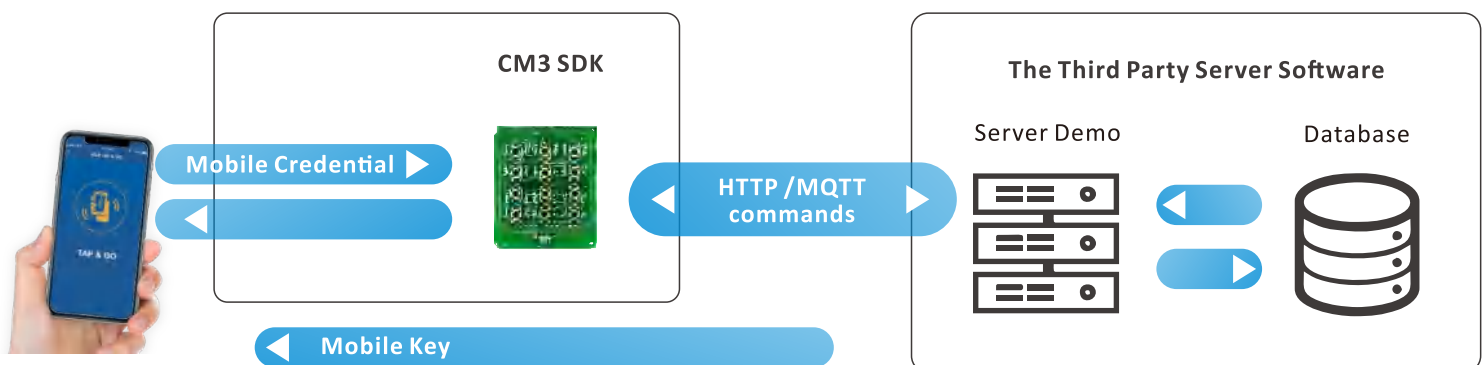 CM3 SDK
The Third Party Server Software
Server Demo
Database
Mobile Credential
HTTP /MQTT
commands
TAP & GO
Mobile Key